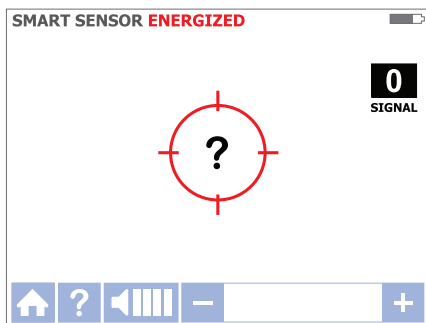 SMART SENSOR ENERGIZED
0
SIGNAL
?
? − +